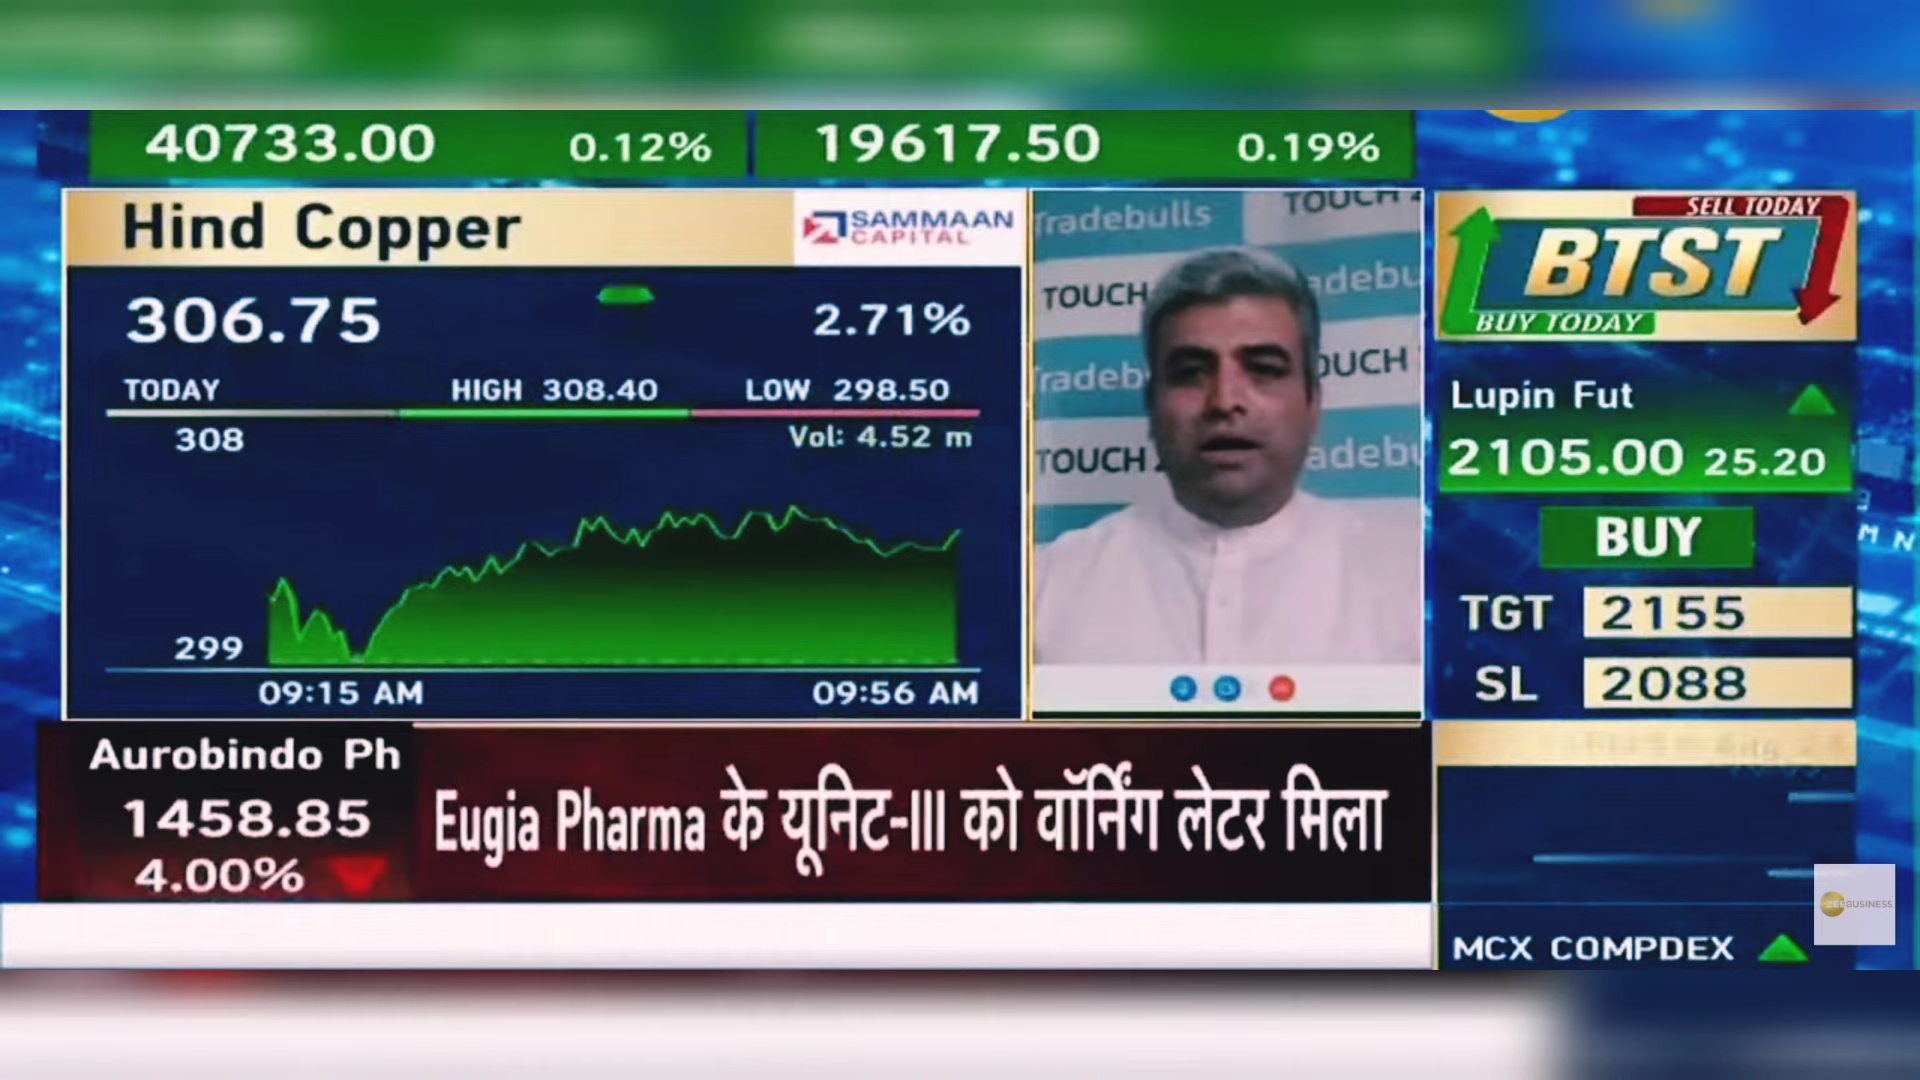 40733.00 0.12% 19617.50 0.19%
Hind Copper
SAMMAAN
CAPITAL
306.75 2.71%
TODAY HIGH 308.40 LOW 298.50
308 Vol: 4.52 m
299
09:15 AM 09:56 AM
Tradebulls TOUCH
TOUCH
TOUCH
SELL TODAY
BTST
BUY TODAY
Lupin Fut
2105.00 25.20
BUY
TGT 2155
SL 2088
Aurobindo Ph
1458.85
4.00%
Eugia Pharma के यूनिट-III को वॉर्निंग लेटर मिला
ZEEBUSINESS
MCX COMPDEX